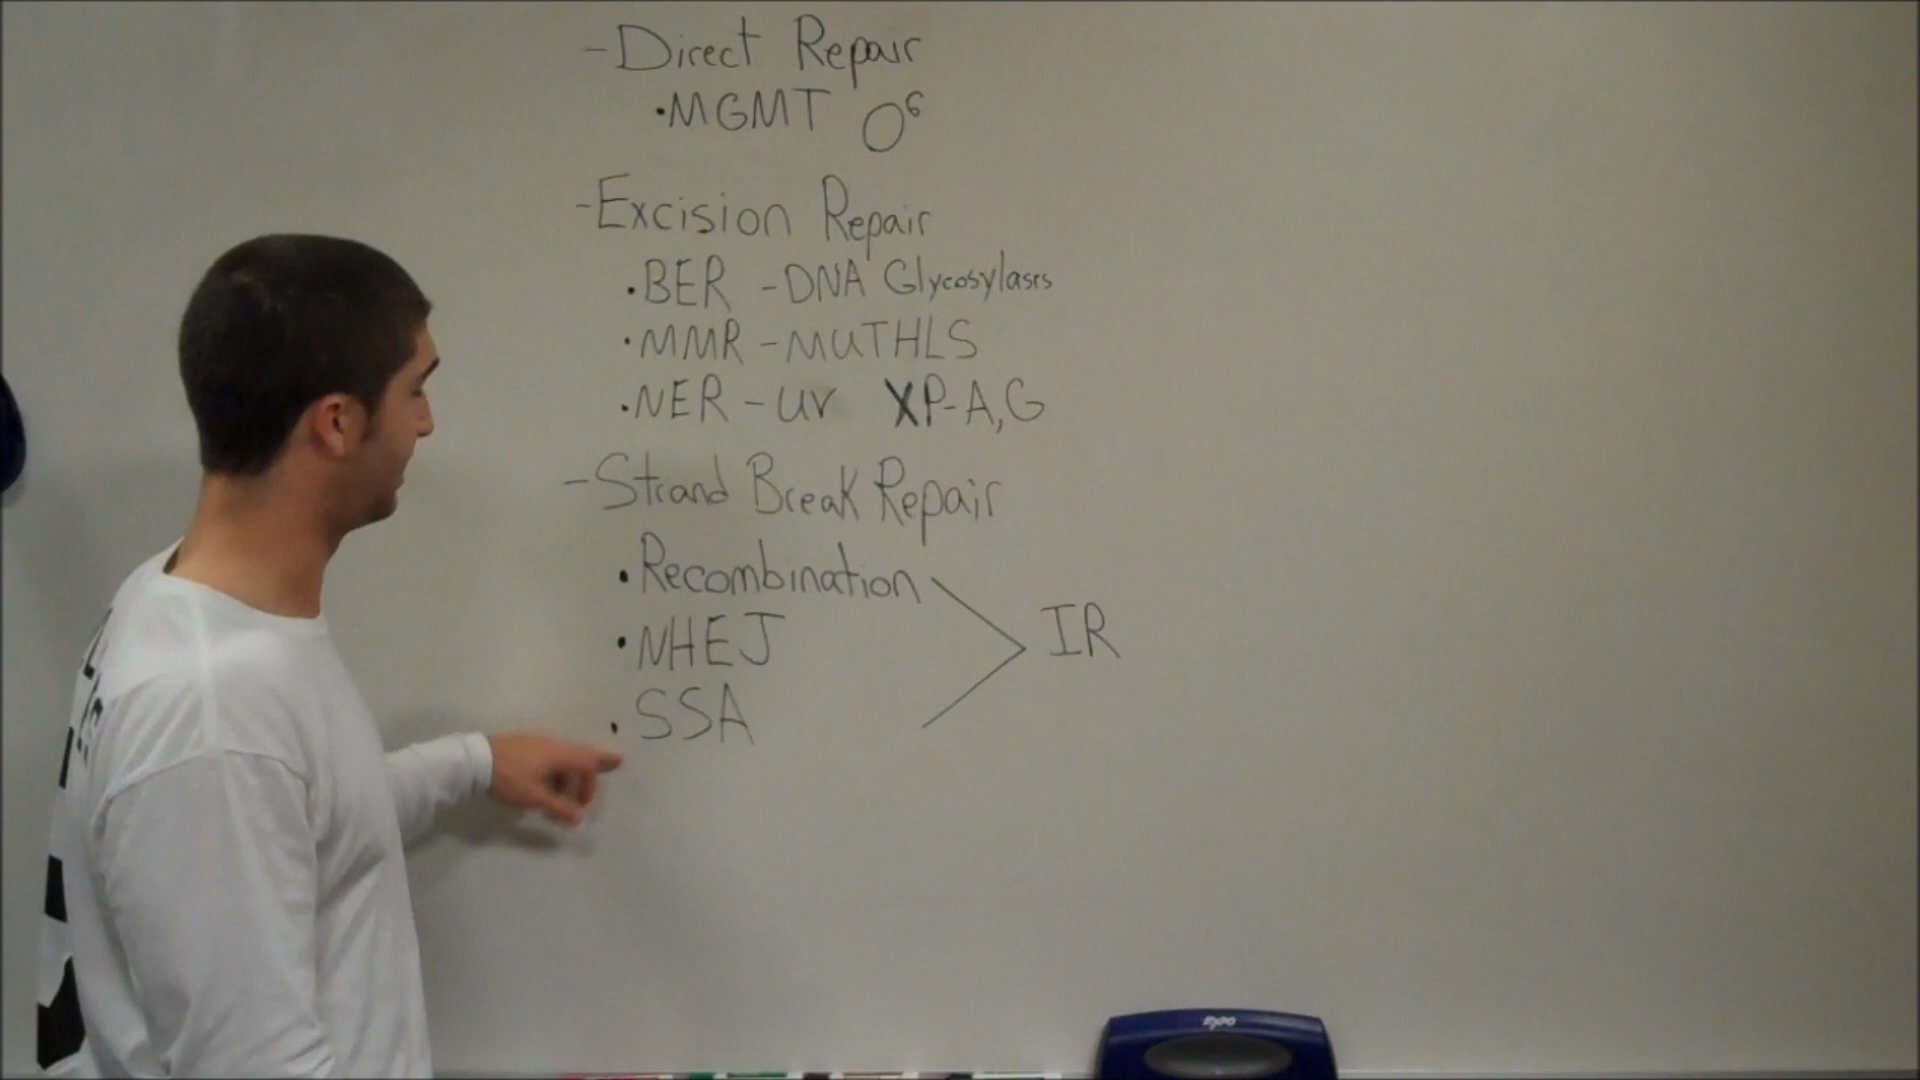 - Direct Repair
• MGMT O⁶
- Excision Repair
• BER - DNA Glycosylases
• MMR - MUTHLS
• NER - UV XP-A,G
- Strand Break Repair
• Recombination
• NHEJ
IR
• SSA
EXPO